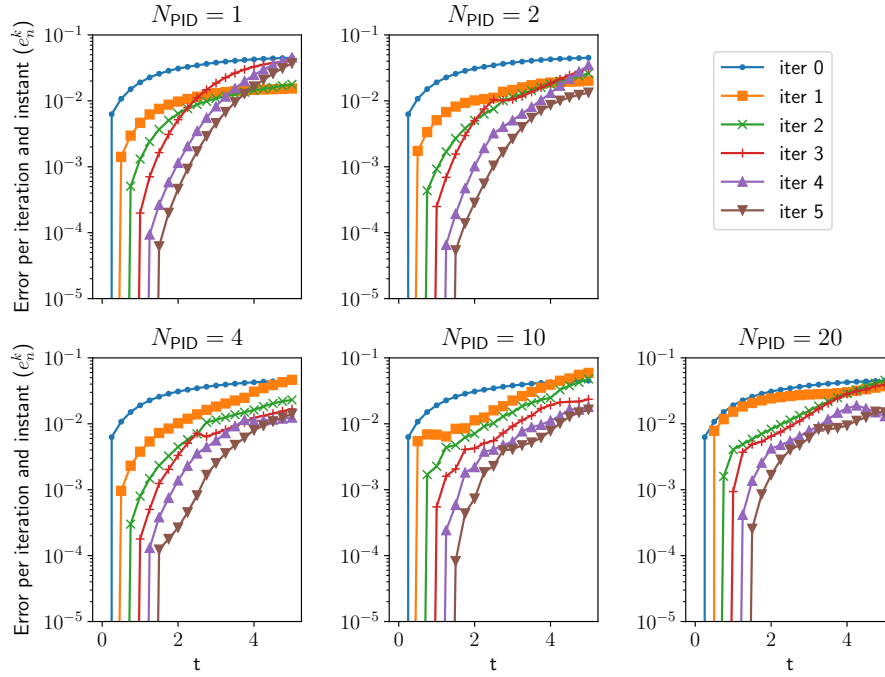 N_PID = 1
N_PID = 2
Error per iteration and instant (e_n^k)
10^-1
10^-2
10^-3
10^-4
10^-5
10^-1
10^-2
10^-3
10^-4
10^-5
iter 0
iter 1
iter 2
iter 3
iter 4
iter 5
N_PID = 4
N_PID = 10
N_PID = 20
Error per iteration and instant (e_n^k)
10^-1
10^-2
10^-3
10^-4
10^-5
10^-1
10^-2
10^-3
10^-4
10^-5
10^-1
10^-2
10^-3
10^-4
10^-5
0 2 4
0 2 4
0 2 4
t
t
t